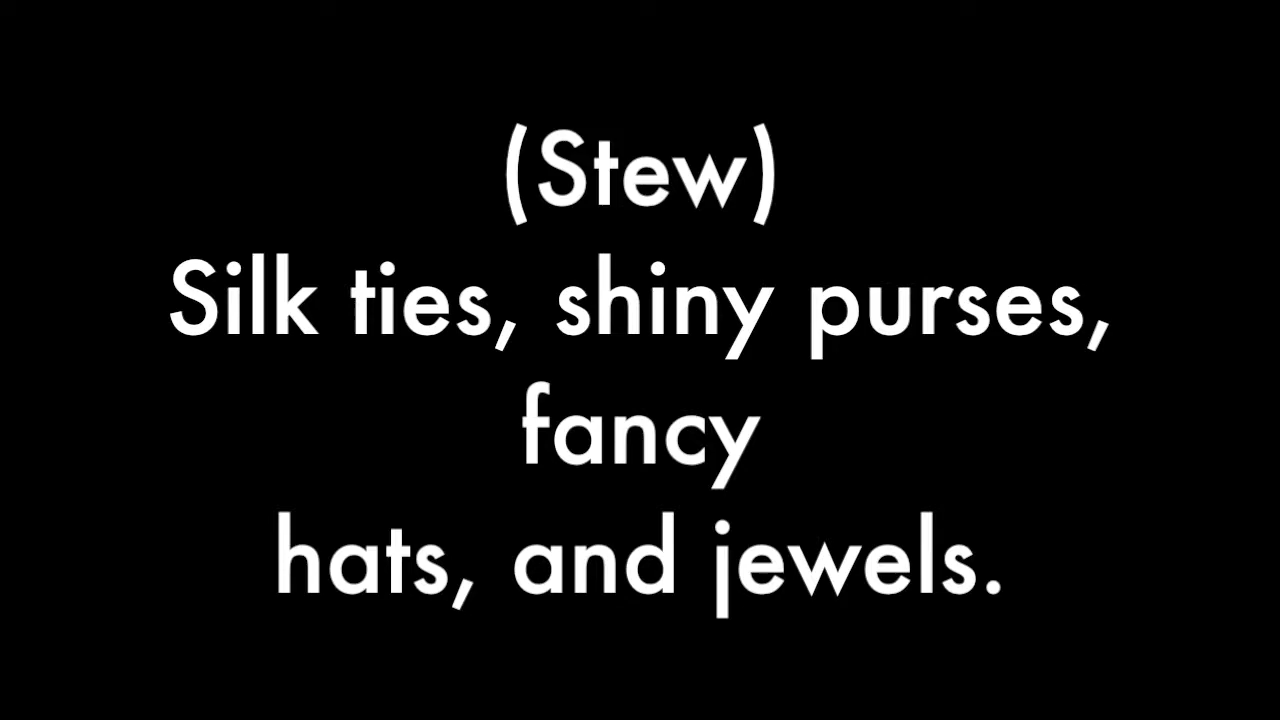 (Stew)
Silk ties, shiny purses,
fancy
hats, and jewels.